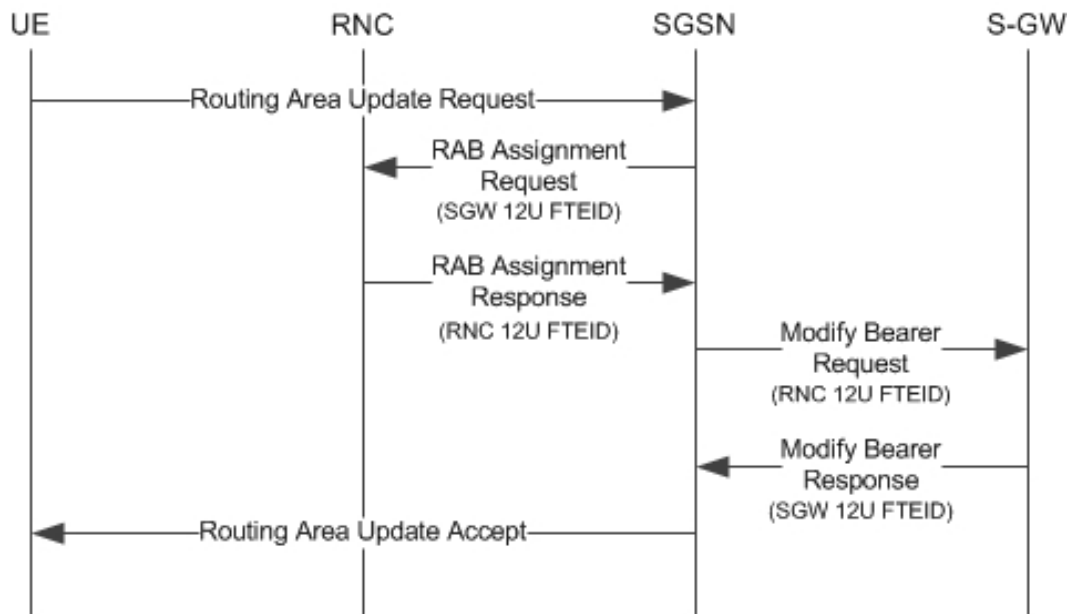 UE RNC SGSN S-GW
Routing Area Update Request
RAB Assignment
Request
(SGW 12U FTEID)
RAB Assignment
Response
(RNC 12U FTEID)
Modify Bearer
Request
(RNC 12U FTEID)
Modify Bearer
Response
(SGW 12U FTEID)
Routing Area Update Accept